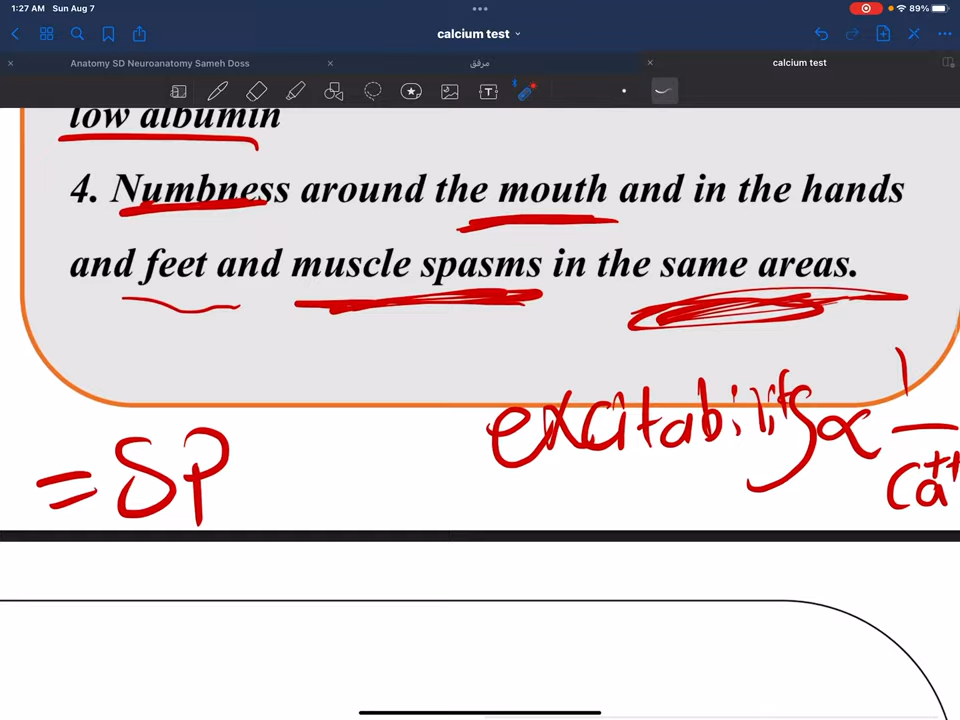 1:27 AM Sun Aug 7
89%
calcium test
Anatomy SD Neuroanatomy Sameh Doss
مرفق
calcium test
low albumin
4. Numbness around the mouth and in the hands
and feet and muscle spasms in the same areas.
excitability ∝ 1/Ca++
= SP